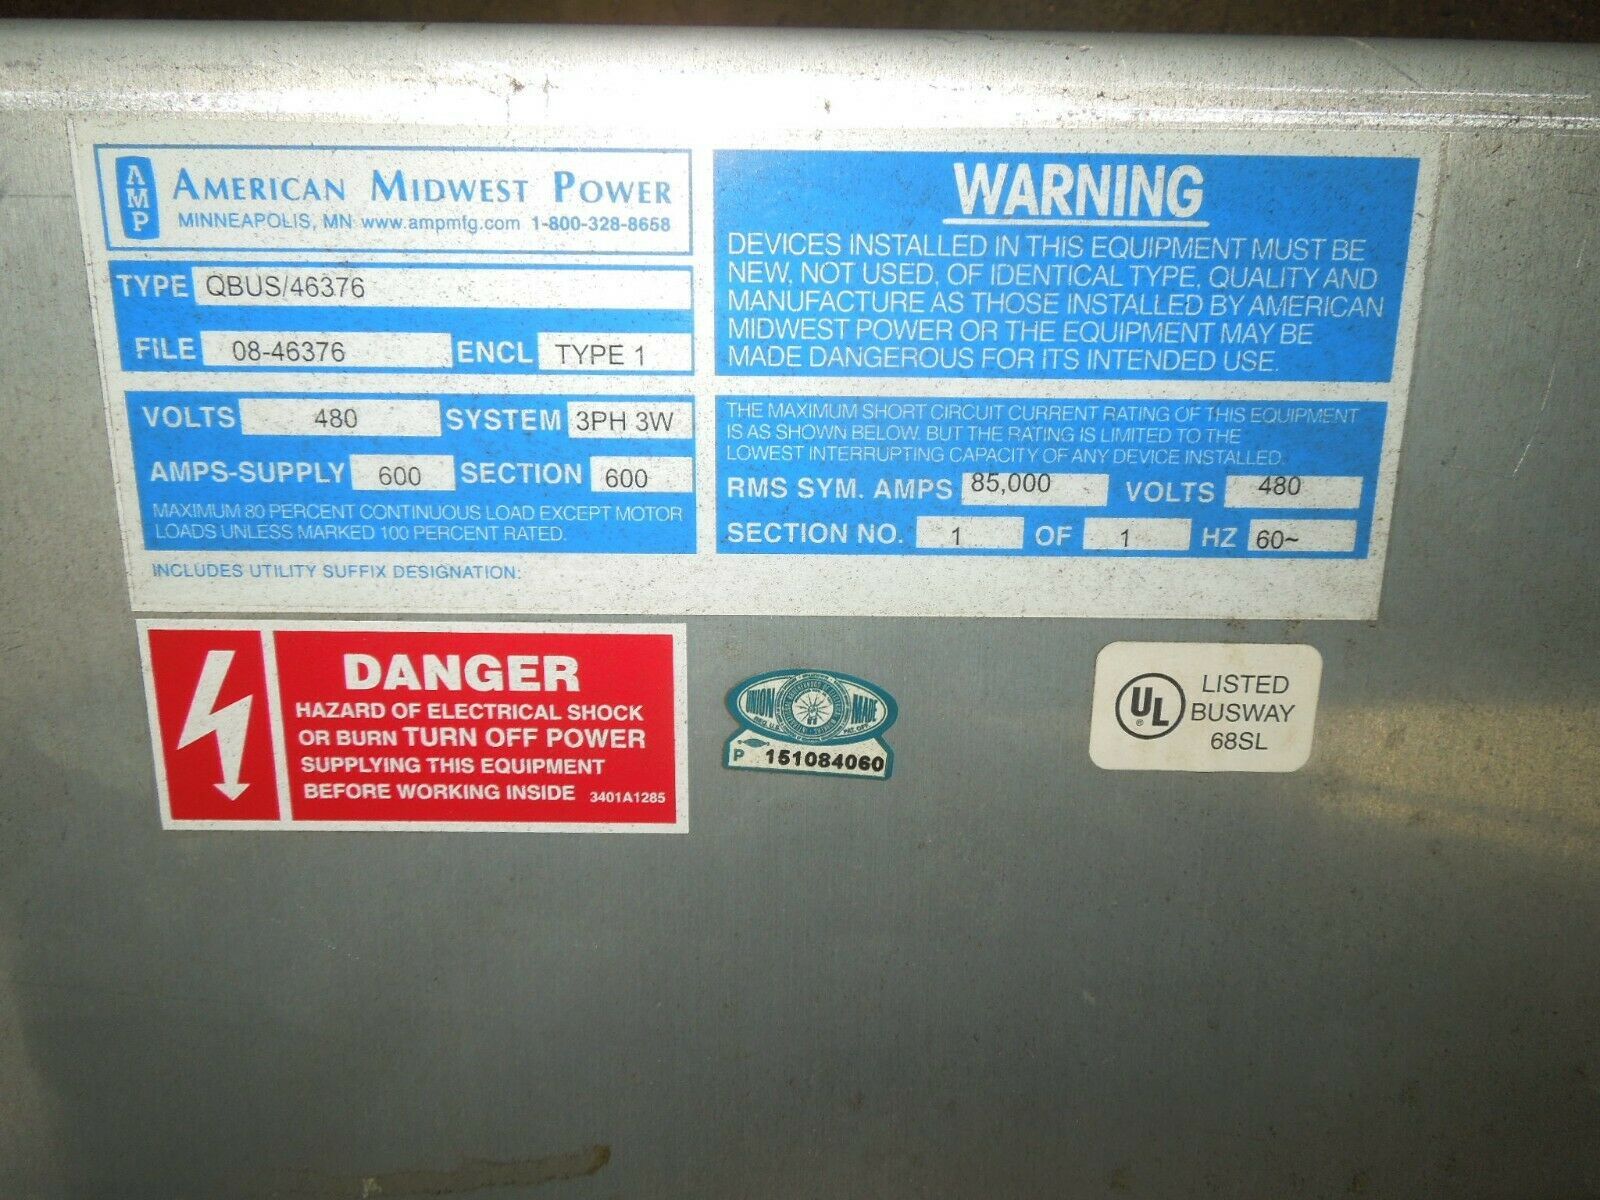 AMP
AMERICAN MIDWEST POWER
MINNEAPOLIS, MN www.ampmfg.com 1-800-328-8658
TYPE QBUS/46376
FILE 08-46376 ENCL TYPE 1
VOLTS 480 SYSTEM 3PH 3W
AMPS-SUPPLY 600 SECTION 600
MAXIMUM 80 PERCENT CONTINUOUS LOAD EXCEPT MOTOR
LOADS UNLESS MARKED 100 PERCENT RATED.
INCLUDES UTILITY SUFFIX DESIGNATION:
WARNING
DEVICES INSTALLED IN THIS EQUIPMENT MUST BE
NEW, NOT USED, OF IDENTICAL TYPE, QUALITY AND
MANUFACTURE AS THOSE INSTALLED BY AMERICAN
MIDWEST POWER OR THE EQUIPMENT MAY BE
MADE DANGEROUS FOR ITS INTENDED USE.
THE MAXIMUM SHORT CIRCUIT CURRENT RATING OF THIS EQUIPMENT
IS AS SHOWN BELOW. BUT THE RATING IS LIMITED TO THE
LOWEST INTERRUPTING CAPACITY OF ANY DEVICE INSTALLED.
RMS SYM. AMPS 85,000 VOLTS 480
SECTION NO. 1 OF 1 HZ 60~
DANGER
HAZARD OF ELECTRICAL SHOCK
OR BURN TURN OFF POWER
SUPPLYING THIS EQUIPMENT
BEFORE WORKING INSIDE 3401A1285
UNION MADE
P 151084060
UL LISTED
® BUSWAY
68SL